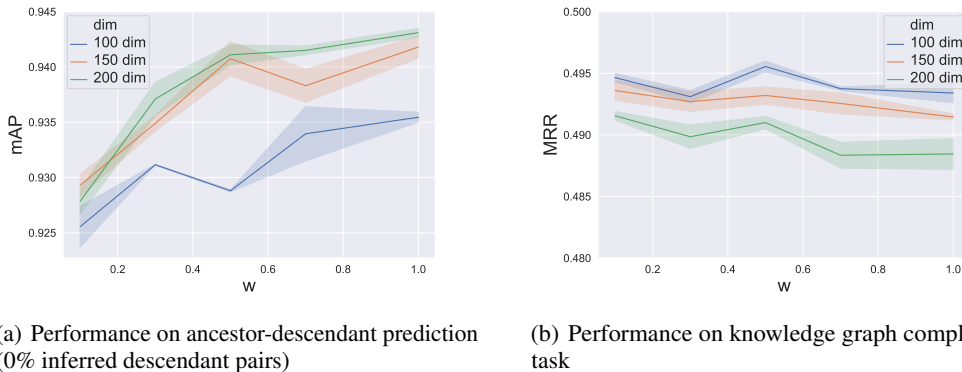 0.945
0.940
0.935
0.930
0.925
mAP
dim
100 dim
150 dim
200 dim
0.2 0.4 0.6 0.8 1.0
w
(a) Performance on ancestor-descendant prediction
(0% inferred descendant pairs)
0.500
0.495
0.490
0.485
0.480
MRR
dim
100 dim
150 dim
200 dim
0.2 0.4 0.6 0.8 1.0
w
(b) Performance on knowledge graph compl
task